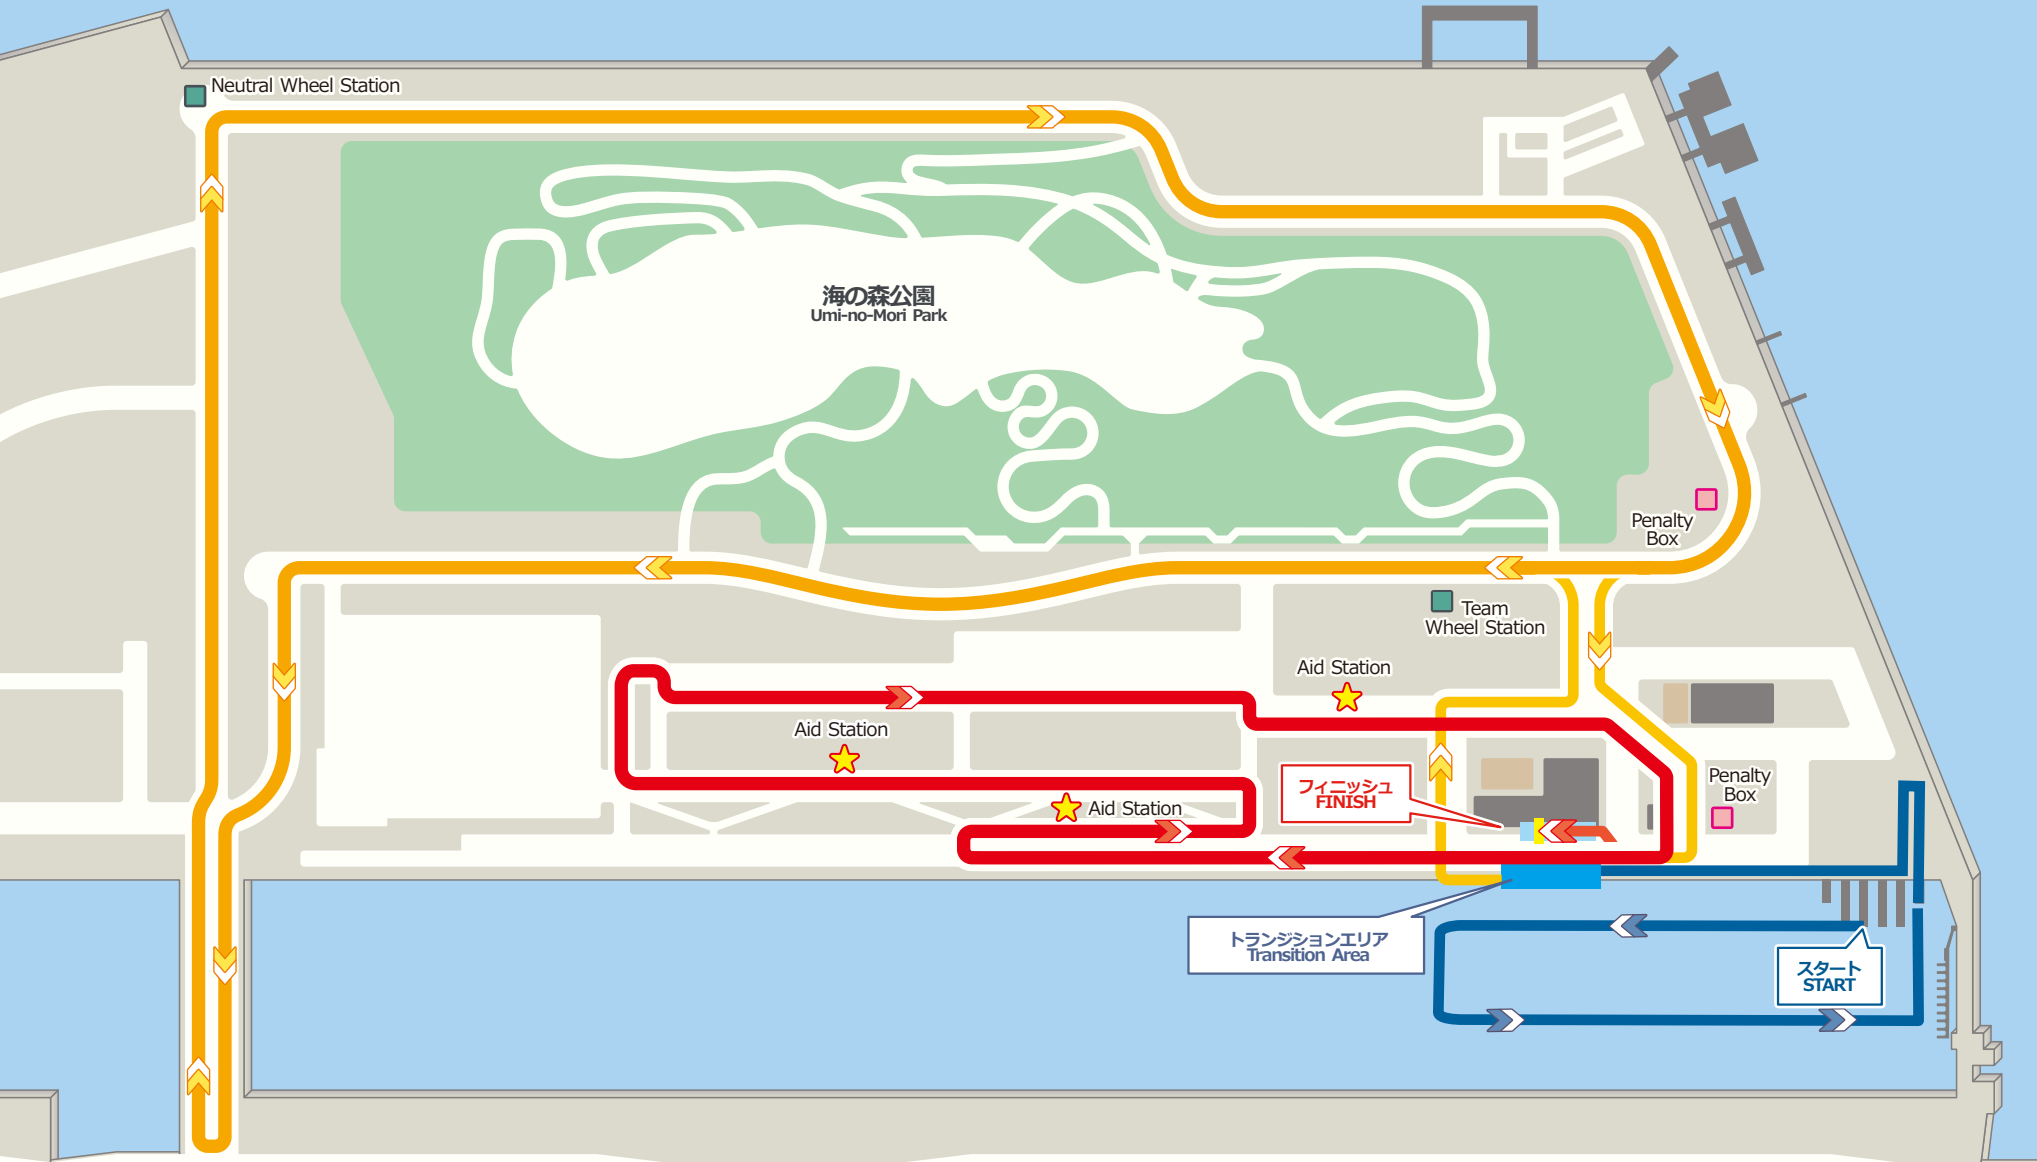 Neutral Wheel Station
海の森公園
Umi-no-Mori Park
Penalty
Box
Team
Wheel Station
Aid Station
Aid Station
フィニッシュ
FINISH
Penalty
Box
Aid Station
トランジションエリア
Transition Area
スタート
START